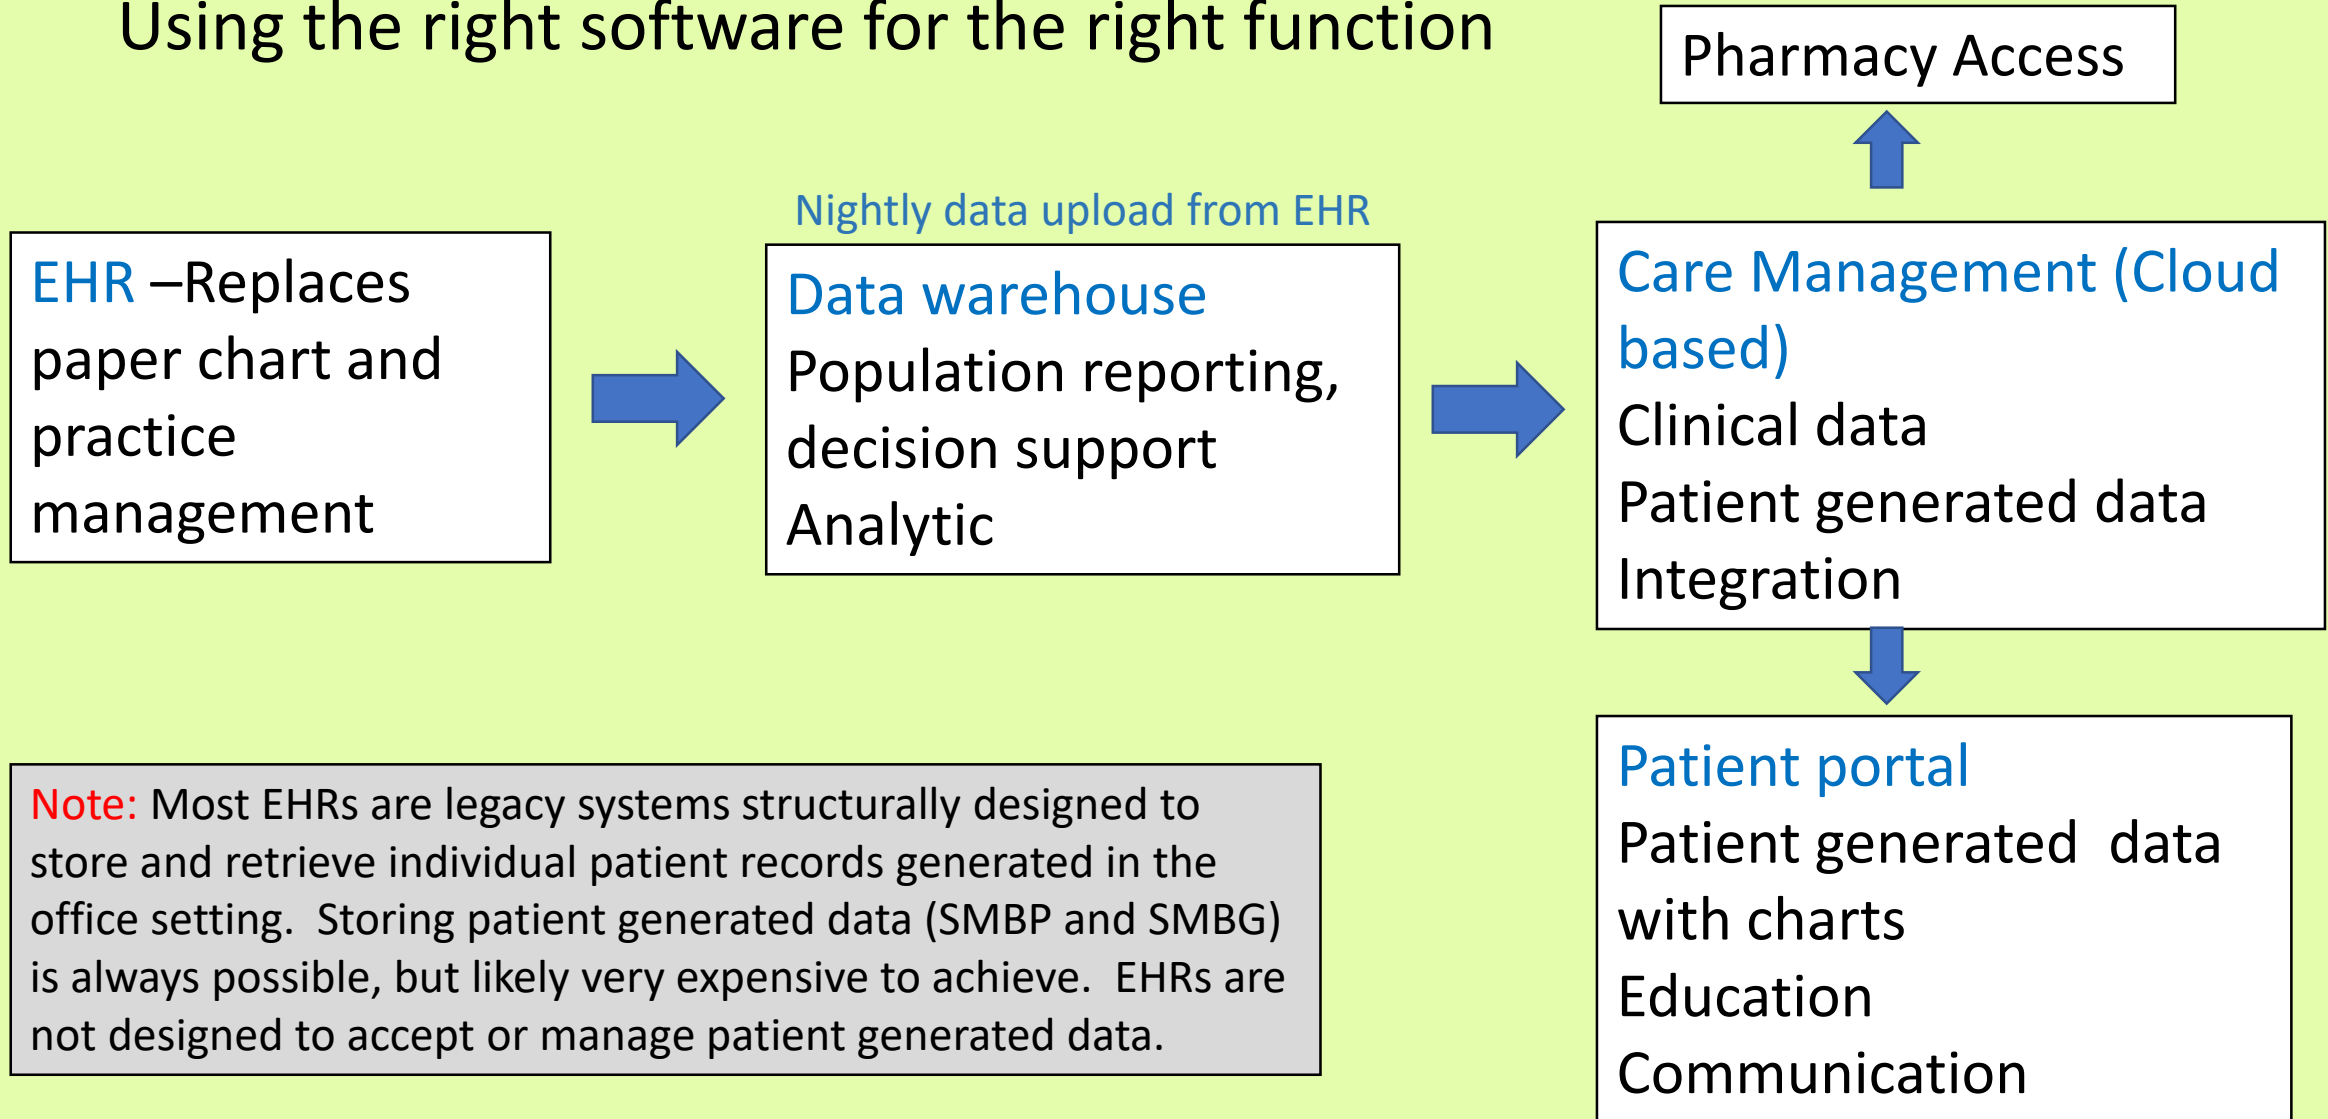 Using the right software for the right function
Pharmacy Access
Nightly data upload from EHR
EHR –Replaces
paper chart and
practice
management
Data warehouse
Population reporting,
decision support
Analytic
Care Management (Cloud
based)
Clinical data
Patient generated data
Integration
Note: Most EHRs are legacy systems structurally designed to
store and retrieve individual patient records generated in the
office setting.  Storing patient generated data (SMBP and SMBG)
is always possible, but likely very expensive to achieve.  EHRs are
not designed to accept or manage patient generated data.
Patient portal
Patient generated  data
with charts
Education
Communication